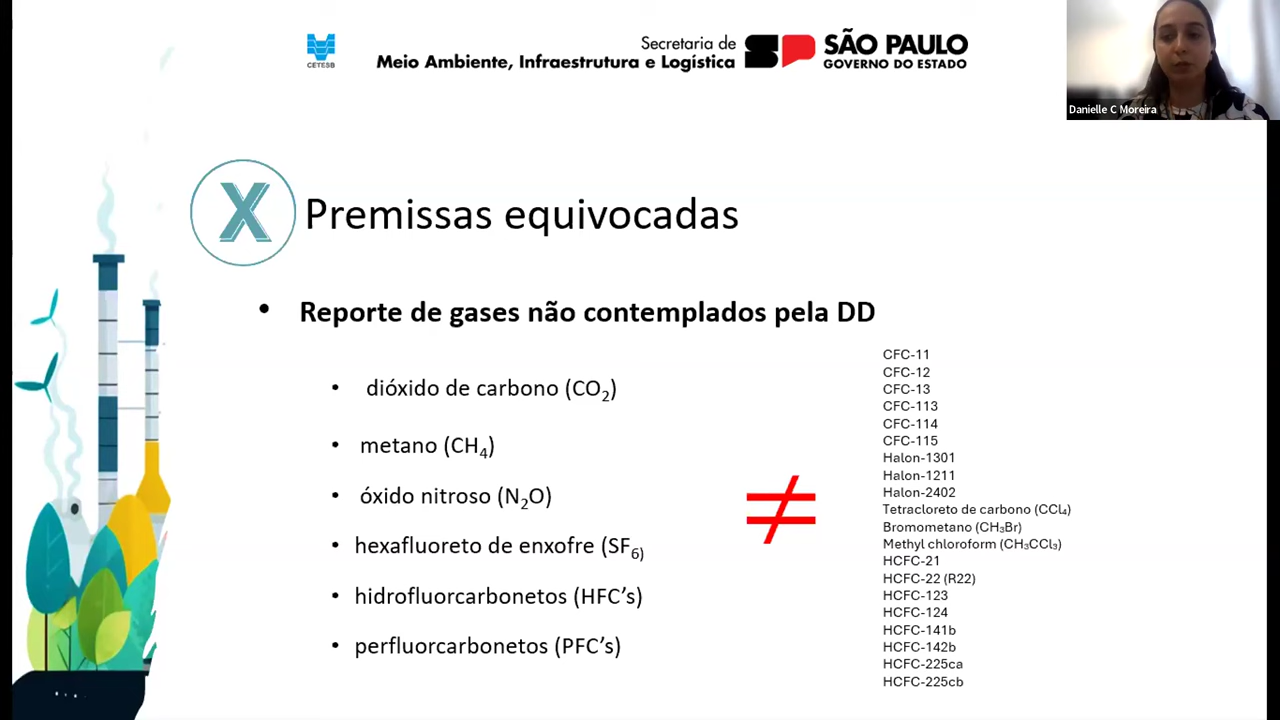 CETESB
Secretaria de
Meio Ambiente, Infraestrutura e Logística
SP
SÃO PAULO
GOVERNO DO ESTADO
Danielle C Moreira
X
Premissas equivocadas
• Reporte de gases não contemplados pela DD
• dióxido de carbono (CO₂)
• metano (CH₄)
• óxido nitroso (N₂O)
• hexafluoreto de enxofre (SF₆)
• hidrofluorcarbonetos (HFC’s)
• perfluorcarbonetos (PFC’s)
≠
CFC-11
CFC-12
CFC-13
CFC-113
CFC-114
CFC-115
Halon-1301
Halon-1211
Halon-2402
Tetracloreto de carbono (CCl₄)
Bromometano (CH₃Br)
Methyl chloroform (CH₃CCl₃)
HCFC-21
HCFC-22 (R22)
HCFC-123
HCFC-124
HCFC-141b
HCFC-142b
HCFC-225ca
HCFC-225cb